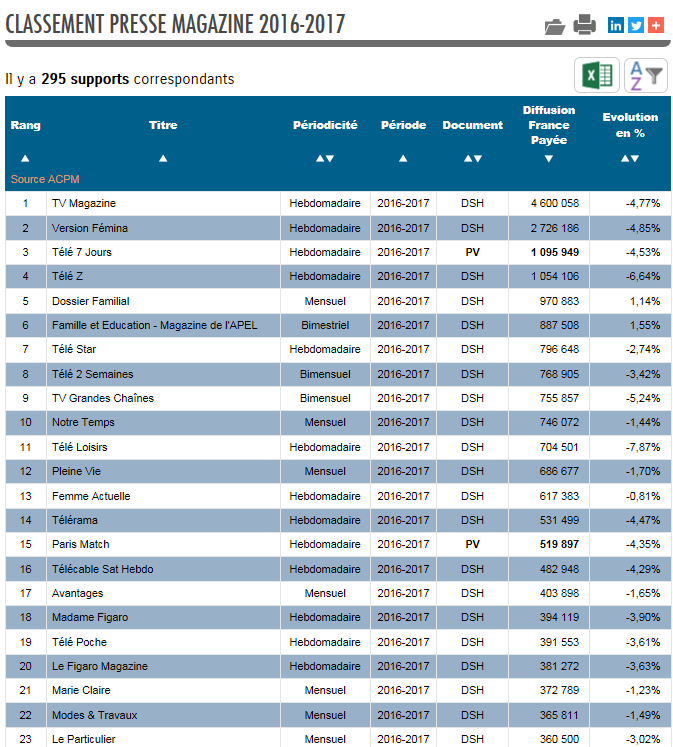 CLASSEMENT PRESSE MAGAZINE 2016-2017
Il y a 295 supports correspondants
Rang Titre Périodicité Période Document Diffusion France Payée Evolution en %
Source ACPM
1 TV Magazine Hebdomadaire 2016-2017 DSH 4 600 058 -4,77%
2 Version Fémina Hebdomadaire 2016-2017 DSH 2 726 186 -4,85%
3 Télé 7 Jours Hebdomadaire 2016-2017 PV 1 095 949 -4,53%
4 Télé Z Hebdomadaire 2016-2017 DSH 1 054 106 -6,64%
5 Dossier Familial Mensuel 2016-2017 DSH 970 883 1,14%
6 Famille et Education - Magazine de l'APEL Bimestriel 2016-2017 DSH 887 508 1,55%
7 Télé Star Hebdomadaire 2016-2017 DSH 796 648 -2,74%
8 Télé 2 Semaines Bimensuel 2016-2017 DSH 768 905 -3,42%
9 TV Grandes Chaînes Bimensuel 2016-2017 DSH 755 857 -5,24%
10 Notre Temps Mensuel 2016-2017 DSH 746 072 -1,44%
11 Télé Loisirs Hebdomadaire 2016-2017 DSH 704 501 -7,87%
12 Pleine Vie Mensuel 2016-2017 DSH 686 677 -1,70%
13 Femme Actuelle Hebdomadaire 2016-2017 DSH 617 383 -0,81%
14 Télérama Hebdomadaire 2016-2017 DSH 531 499 -4,47%
15 Paris Match Hebdomadaire 2016-2017 PV 519 897 -4,35%
16 Télécable Sat Hebdo Hebdomadaire 2016-2017 DSH 482 948 -4,29%
17 Avantages Mensuel 2016-2017 DSH 403 898 -1,65%
18 Madame Figaro Hebdomadaire 2016-2017 DSH 394 119 -3,90%
19 Télé Poche Hebdomadaire 2016-2017 DSH 391 553 -3,61%
20 Le Figaro Magazine Hebdomadaire 2016-2017 DSH 381 272 -3,63%
21 Marie Claire Mensuel 2016-2017 DSH 372 789 -1,23%
22 Modes & Travaux Mensuel 2016-2017 DSH 365 811 -1,49%
23 Le Particulier Mensuel 2016-2017 DSH 360 500 -3,02%